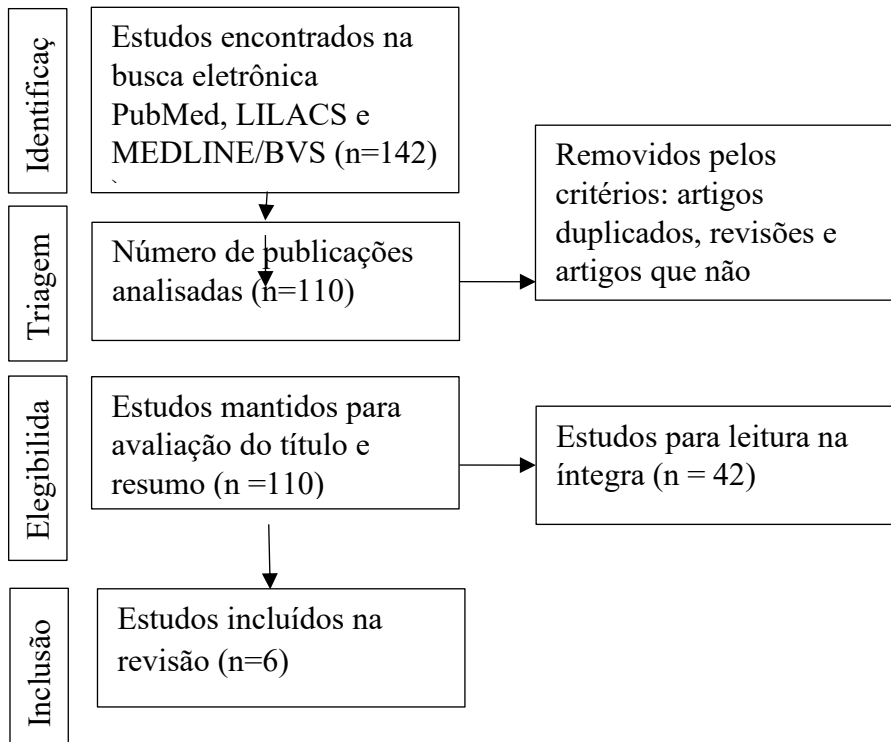 Identificaç
Estudos encontrados na
busca eletrônica
PubMed, LILACS e
MEDLINE/BVS (n=142)
Triagem
Número de publicações
analisadas (n=110)
Removidos pelos
critérios: artigos
duplicados, revisões e
artigos que não
Elegibilida
Estudos mantidos para
avaliação do título e
resumo (n =110)
Estudos para leitura na
íntegra (n = 42)
Inclusão
Estudos incluídos na
revisão (n=6)